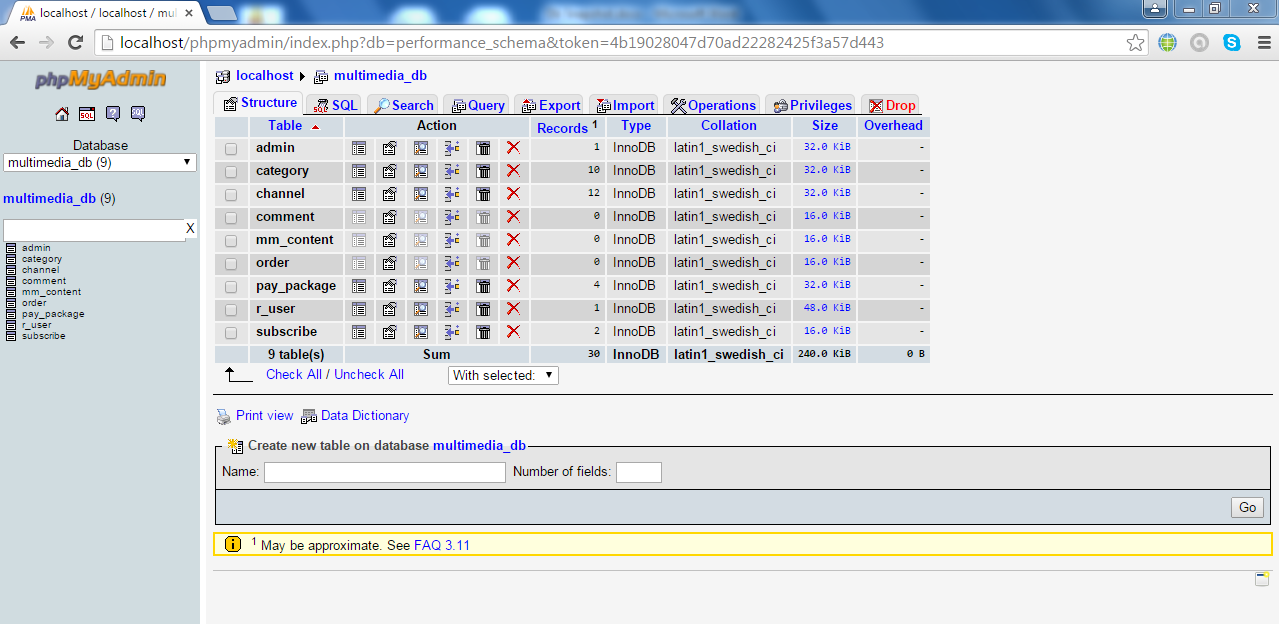 localhost / localhost / mul
localhost/phpmyadmin/index.php?db=performance_schema&token=4b19028047d70ad22282425f3a57d443
phpMyAdmin
Database
multimedia_db (9)
multimedia_db (9)
X
admin
category
channel
comment
mm_content
order
pay_package
r_user
subscribe
localhost multimedia_db
Structure SQL Search Query Export Import Operations Privileges Drop
Table Action Records 1 Type Collation Size Overhead
admin 1 InnoDB latin1_swedish_ci 32.0 KiB -
category 10 InnoDB latin1_swedish_ci 32.0 KiB -
channel 12 InnoDB latin1_swedish_ci 32.0 KiB -
comment 0 InnoDB latin1_swedish_ci 16.0 KiB -
mm_content 0 InnoDB latin1_swedish_ci 16.0 KiB -
order 0 InnoDB latin1_swedish_ci 16.0 KiB -
pay_package 4 InnoDB latin1_swedish_ci 32.0 KiB -
r_user 1 InnoDB latin1_swedish_ci 48.0 KiB -
subscribe 2 InnoDB latin1_swedish_ci 16.0 KiB -
9 table(s) Sum 30 InnoDB latin1_swedish_ci 240.0 KiB 0 B
Check All / Uncheck All With selected:
Print view Data Dictionary
Create new table on database multimedia_db
Name: Number of fields:
Go
1 May be approximate. See FAQ 3.11